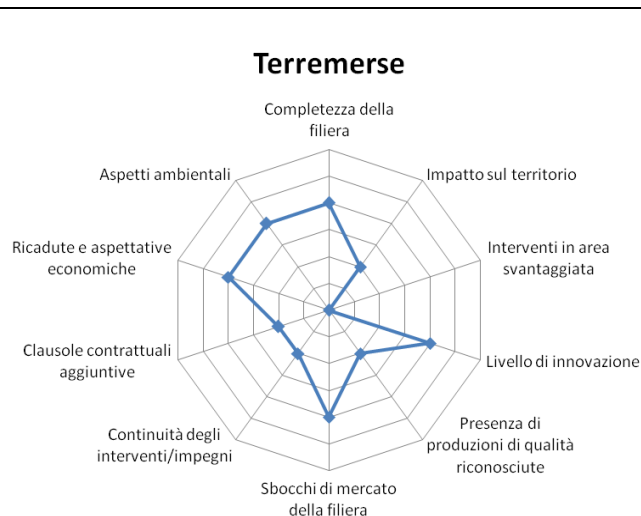 Terremerse
Completezza della
filiera
Impatto sul territorio
Interventi in area
svantaggiata
Livello di innovazione
Presenza di
produzioni di qualità
riconosciute
Sbocchi di mercato
della filiera
Continuità degli
interventi/impegni
Clausole contrattuali
aggiuntive
Ricadute e aspettative
economiche
Aspetti ambientali